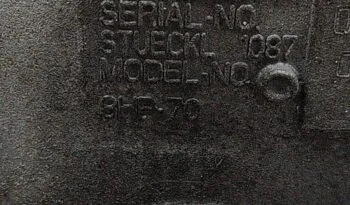 SERIAL-NO.
STUECKL 1087
MODEL-NO.
8HP-70